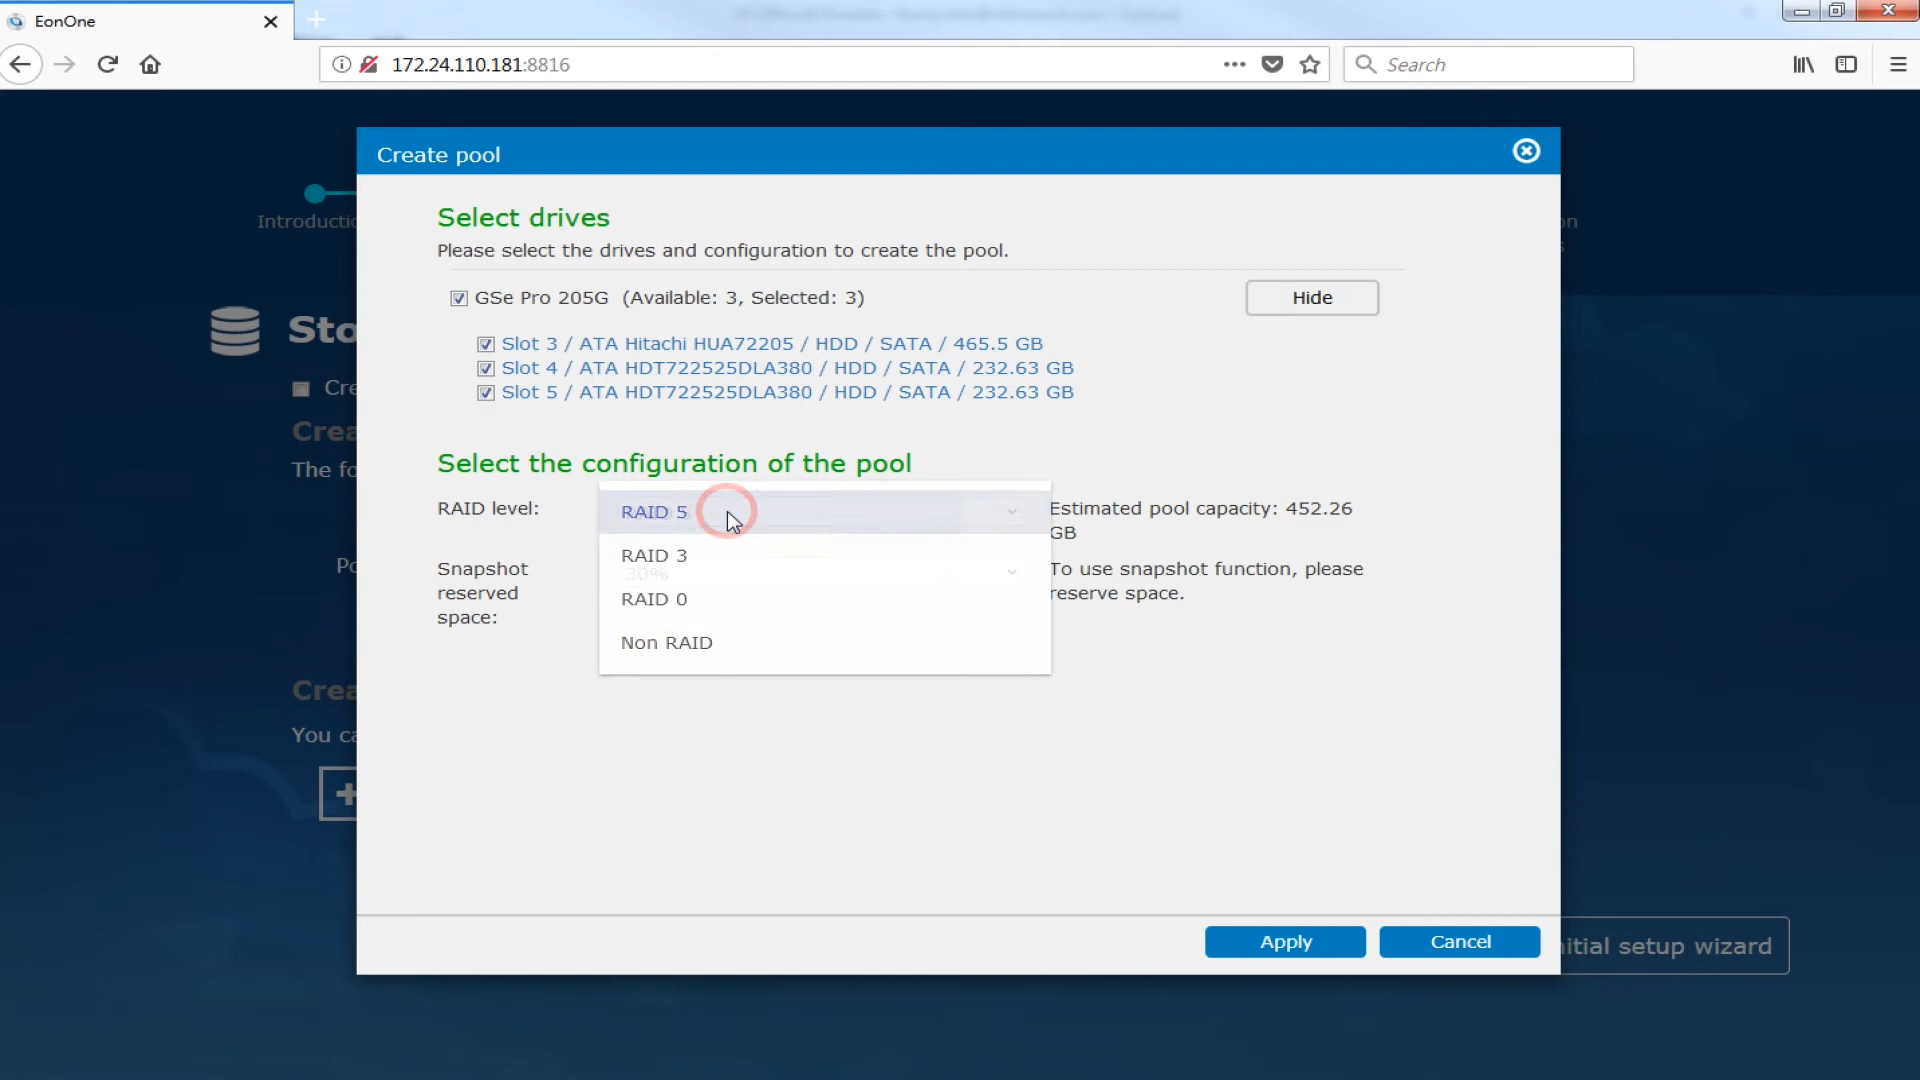 EonOne
172.24.110.181:8816
Search
Create pool
Introductio
on
Select drives
Please select the drives and configuration to create the pool.
GSe Pro 205G (Available: 3, Selected: 3)
Hide
Slot 3 / ATA Hitachi HUA72205 / HDD / SATA / 465.5 GB
Slot 4 / ATA HDT722525DLA380 / HDD / SATA / 232.63 GB
Slot 5 / ATA HDT722525DLA380 / HDD / SATA / 232.63 GB
Sto
Cre
Crea
The fo
Select the configuration of the pool
RAID level:
RAID 5
Estimated pool capacity: 452.26
GB
RAID 3
30%
RAID 0
Non RAID
Po
Snapshot
reserved
space:
To use snapshot function, please
reserve space.
Crea
You ca
Apply
Cancel
nitial setup wizard